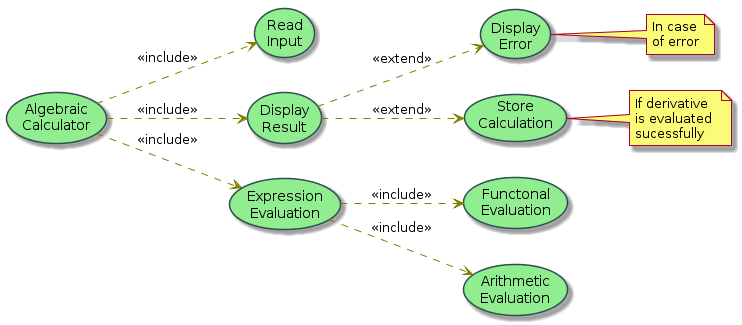 Read
Input
Display
Error
In case
of error
«include»
«extend»
Algebraic
Calculator
«include»
Display
Result
«extend»
Store
Calculation
If derivative
is evaluated
sucessfully
«include»
Expression
Evaluation
«include»
Functonal
Evaluation
«include»
Arithmetic
Evaluation